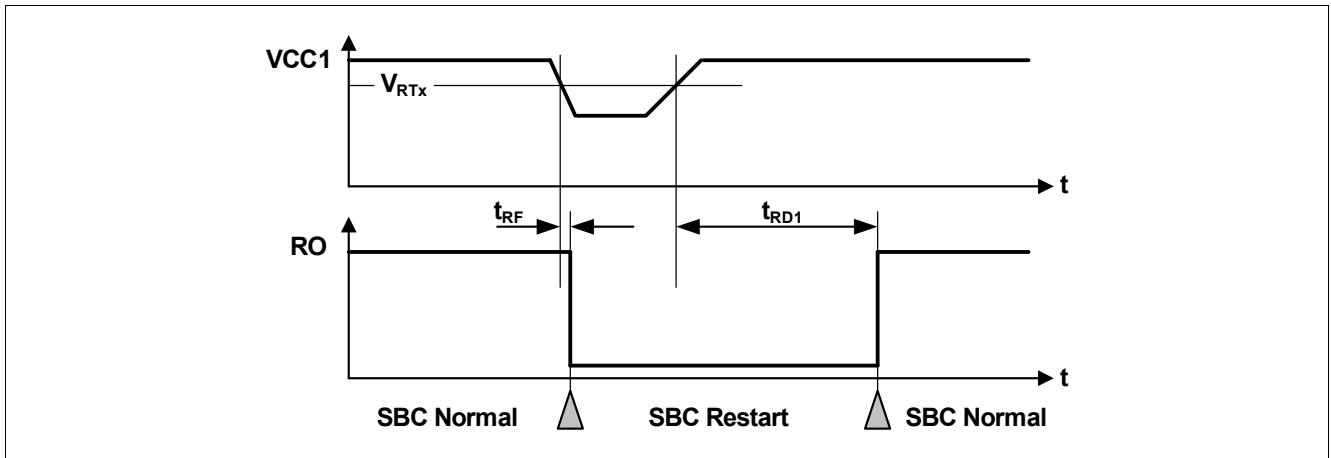 VCC1
VRTx
t
tRF
tRD1
RO
t
SBC Normal
SBC Restart
SBC Normal